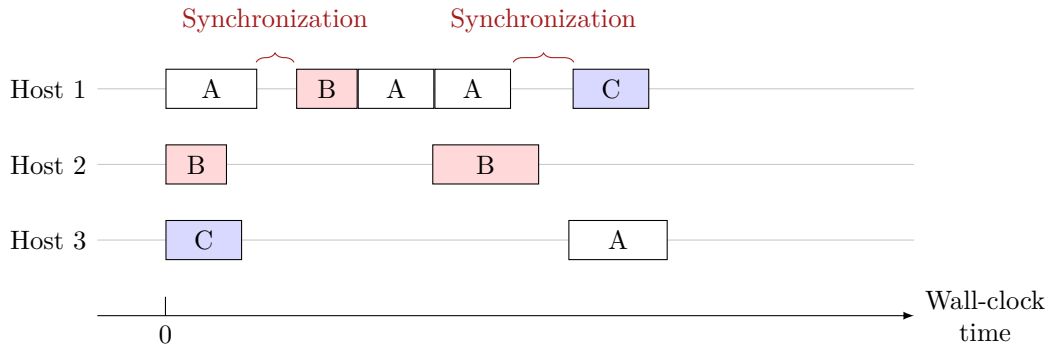 Synchronization Synchronization
Host 1 A B A A C
Host 2 B B
Host 3 C A
0
Wall-clock
time